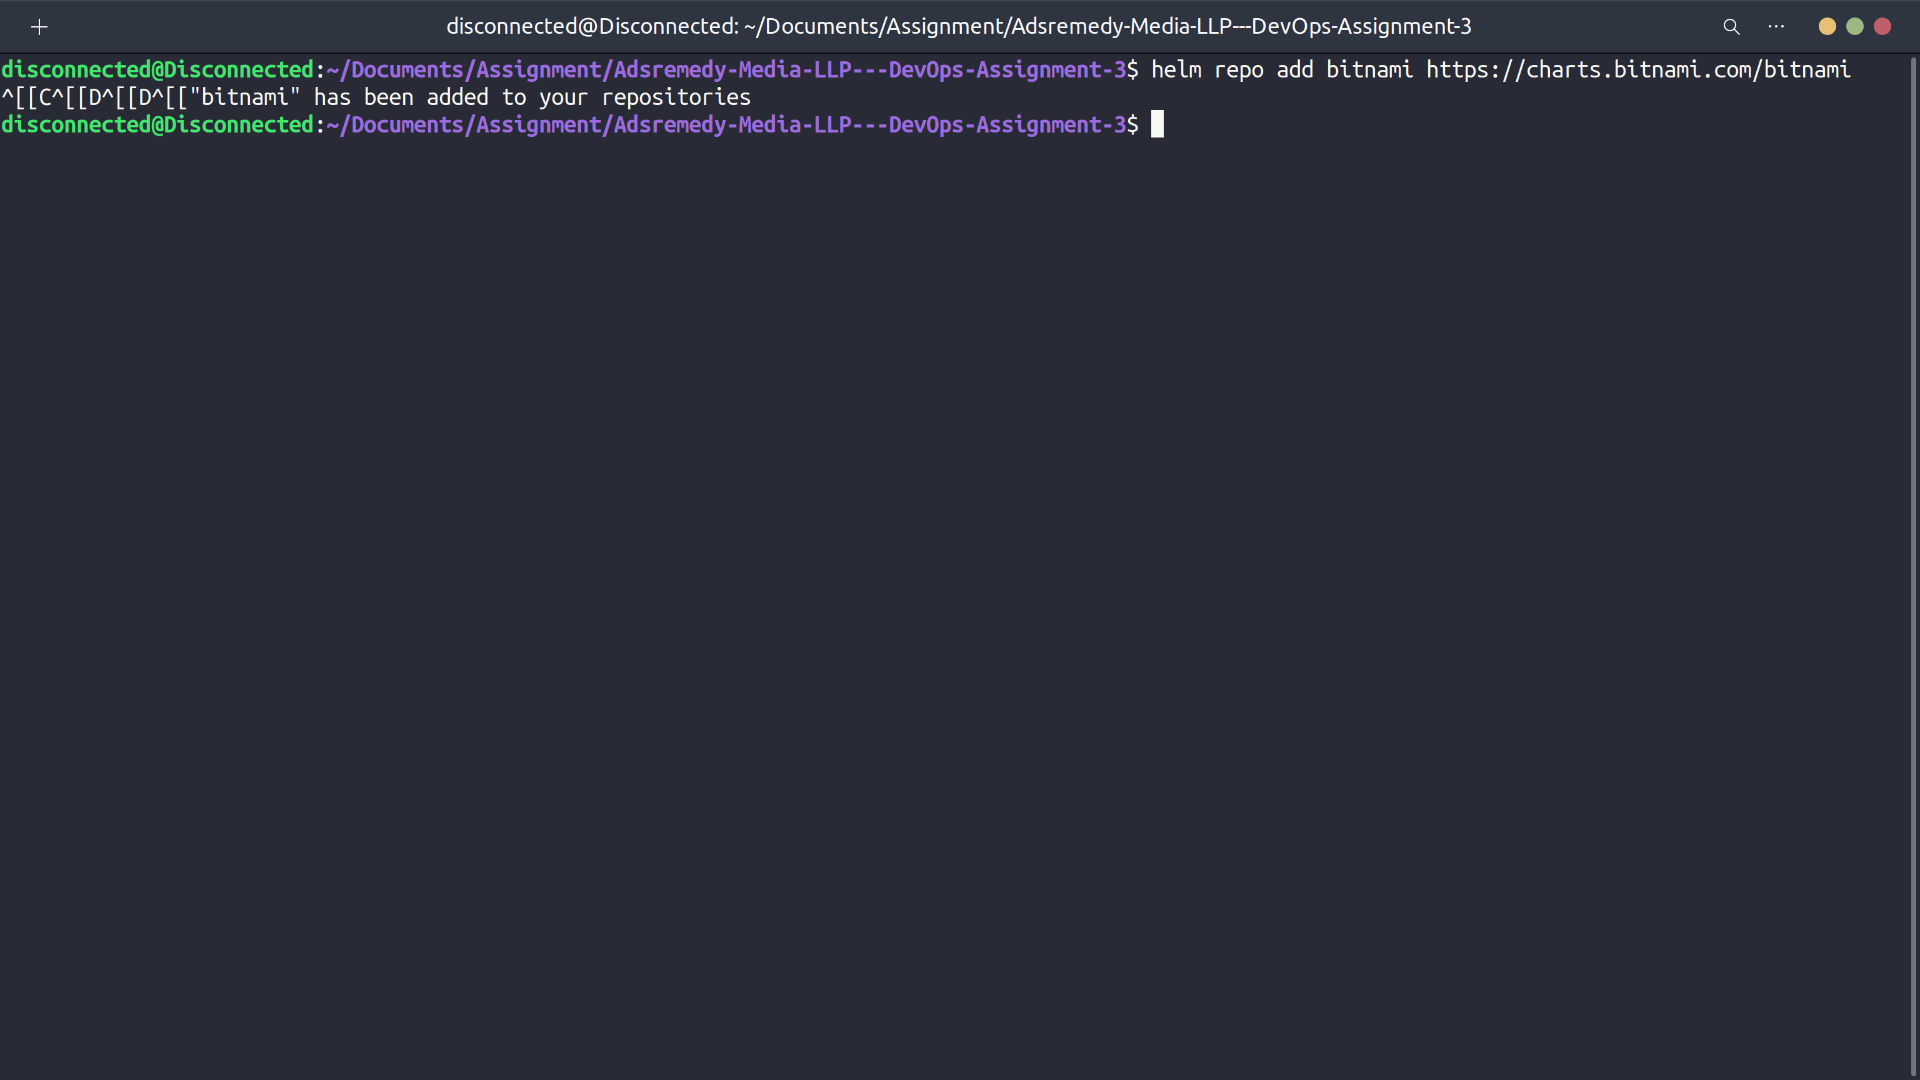 disconnected@Disconnected: ~/Documents/Assignment/Adsremedy-Media-LLP---DevOps-Assignment-3
disconnected@Disconnected:~/Documents/Assignment/Adsremedy-Media-LLP---DevOps-Assignment-3$ helm repo add bitnami https://charts.bitnami.com/bitnami
^[[C^[[D^[[D^[["bitnami" has been added to your repositories
disconnected@Disconnected:~/Documents/Assignment/Adsremedy-Media-LLP---DevOps-Assignment-3$